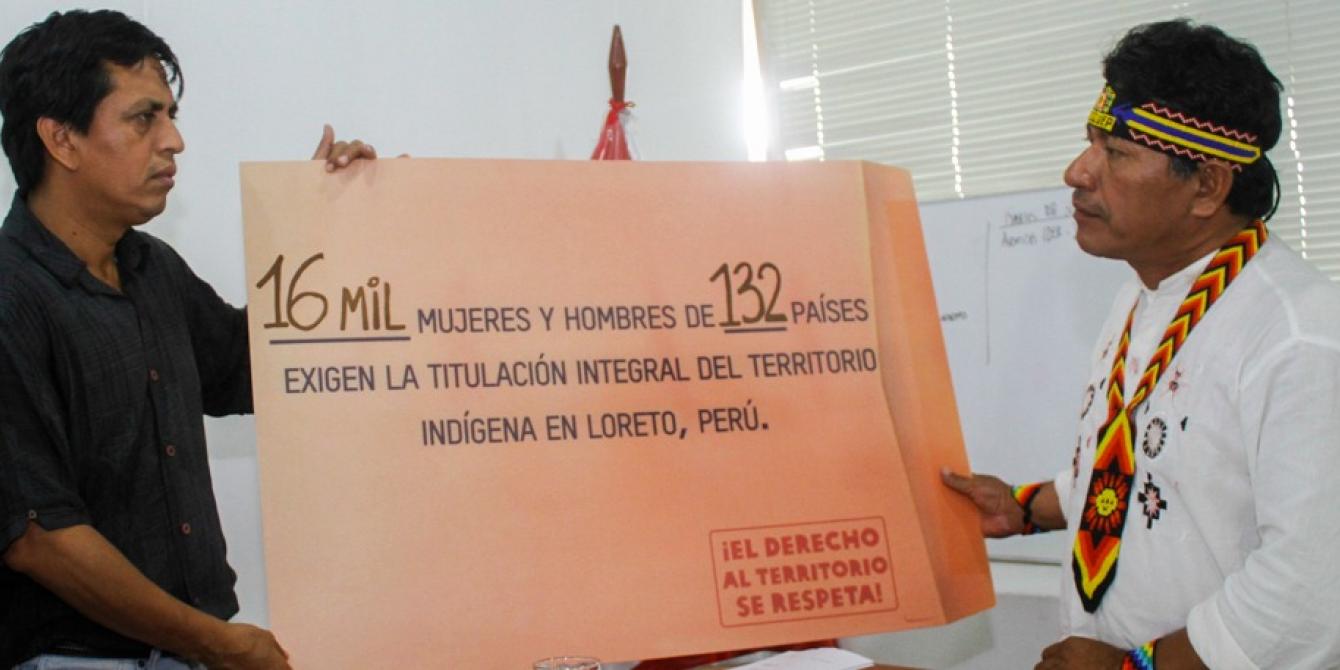 16 MIL MUJERES Y HOMBRES DE 132 PAÍSES
EXIGEN LA TITULACIÓN INTEGRAL DEL TERRITORIO
INDÍGENA EN LORETO, PERÚ.
¡EL DERECHO
AL TERRITORIO
SE RESPETA!